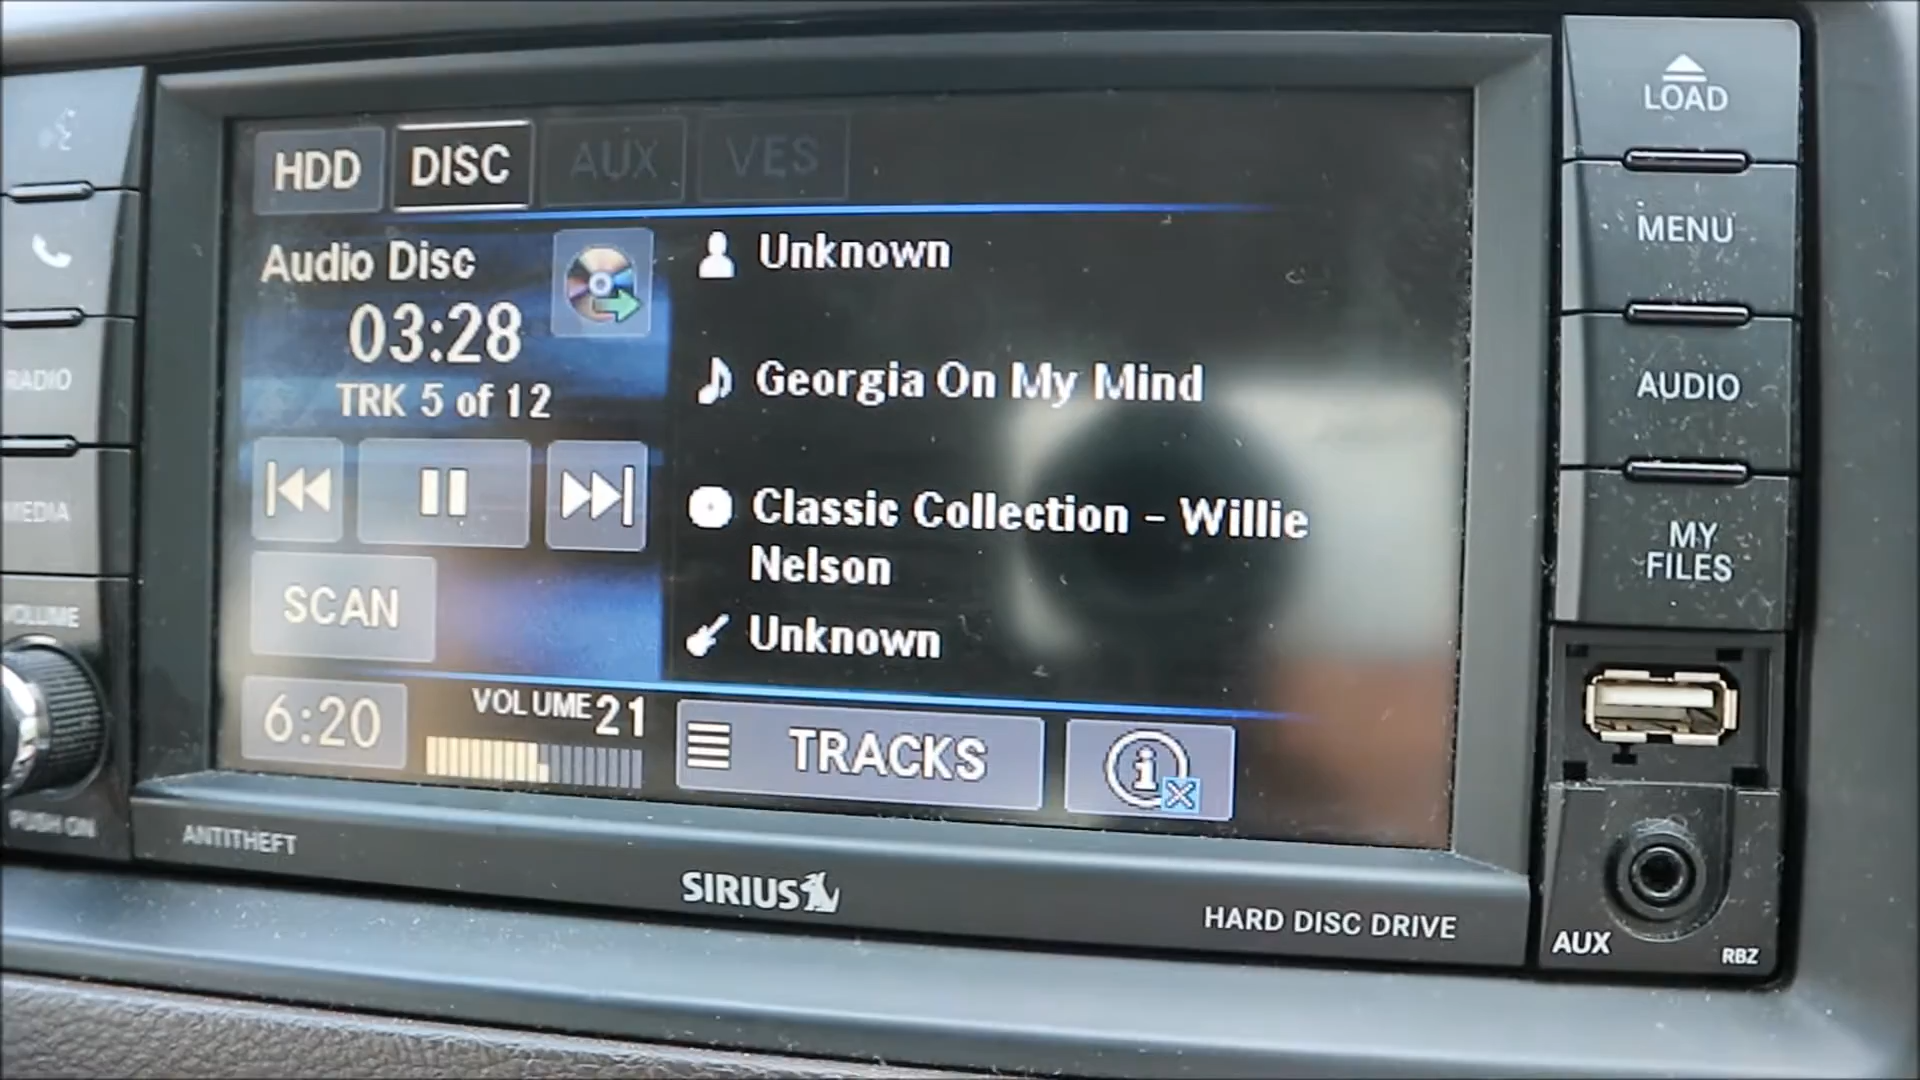 HDD DISC AUX VES
Audio Disc
03:28
TRK 5 of 12
SCAN
Unknown
Georgia On My Mind
Classic Collection - Willie
Nelson
Unknown
6:20
VOLUME 21
TRACKS
i
RADIO
MEDIA
VOLUME
PUSH ON
ANTITHEFT
SIRIUS
HARD DISC DRIVE
LOAD
MENU
AUDIO
MY
FILES
AUX
RBZ